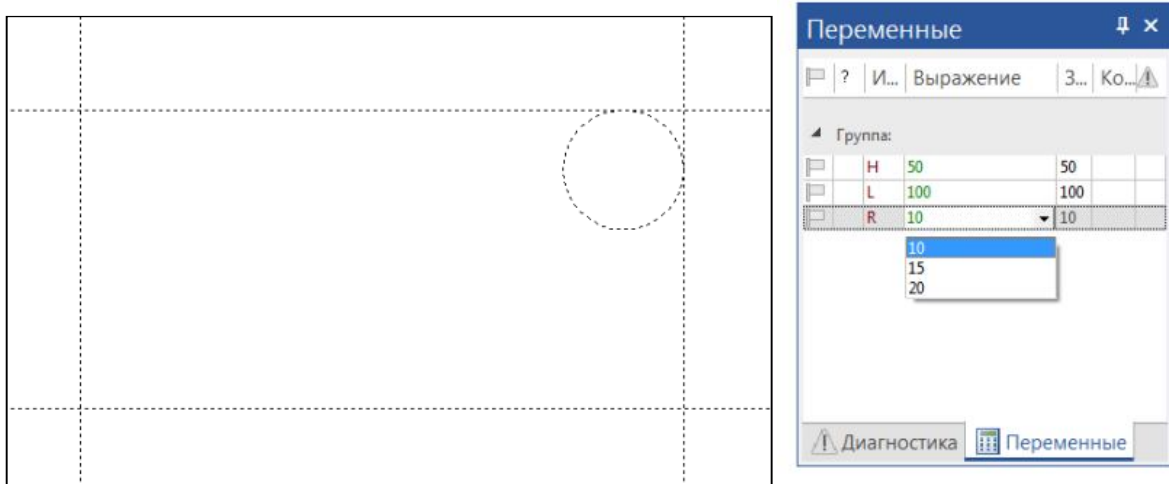 Переменные
? И... Выражение З... Ко...
Группа:
H 50 50
L 100 100
R 10 10
10
15
20
Диагностика Переменные